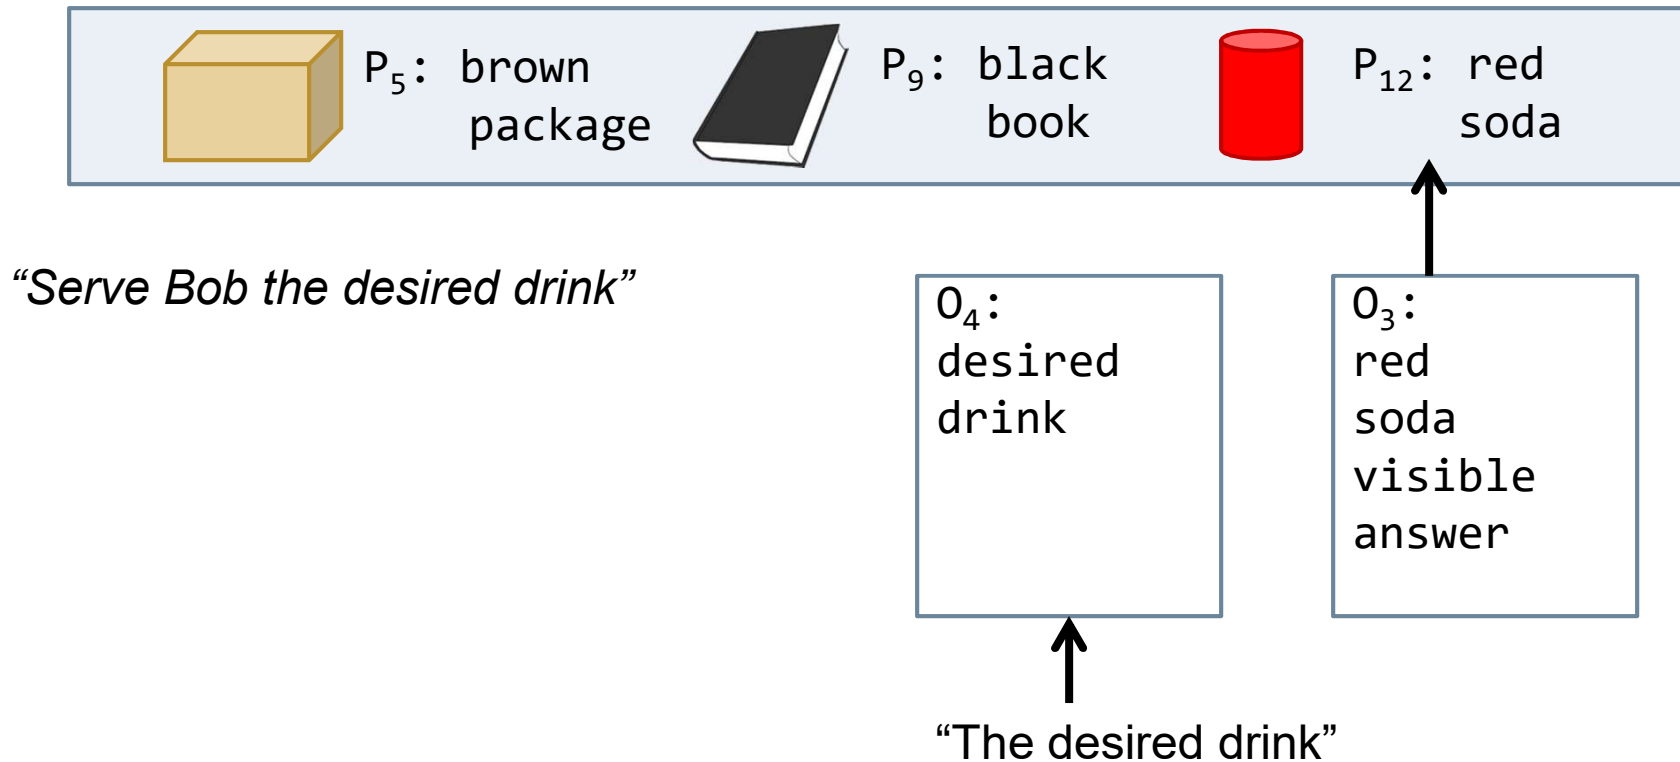 P₅: brown
package
P₉: black
book
P₁₂: red
soda
“Serve Bob the desired drink”
O₄:
desired
drink
O₃:
red
soda
visible
answer
“The desired drink”